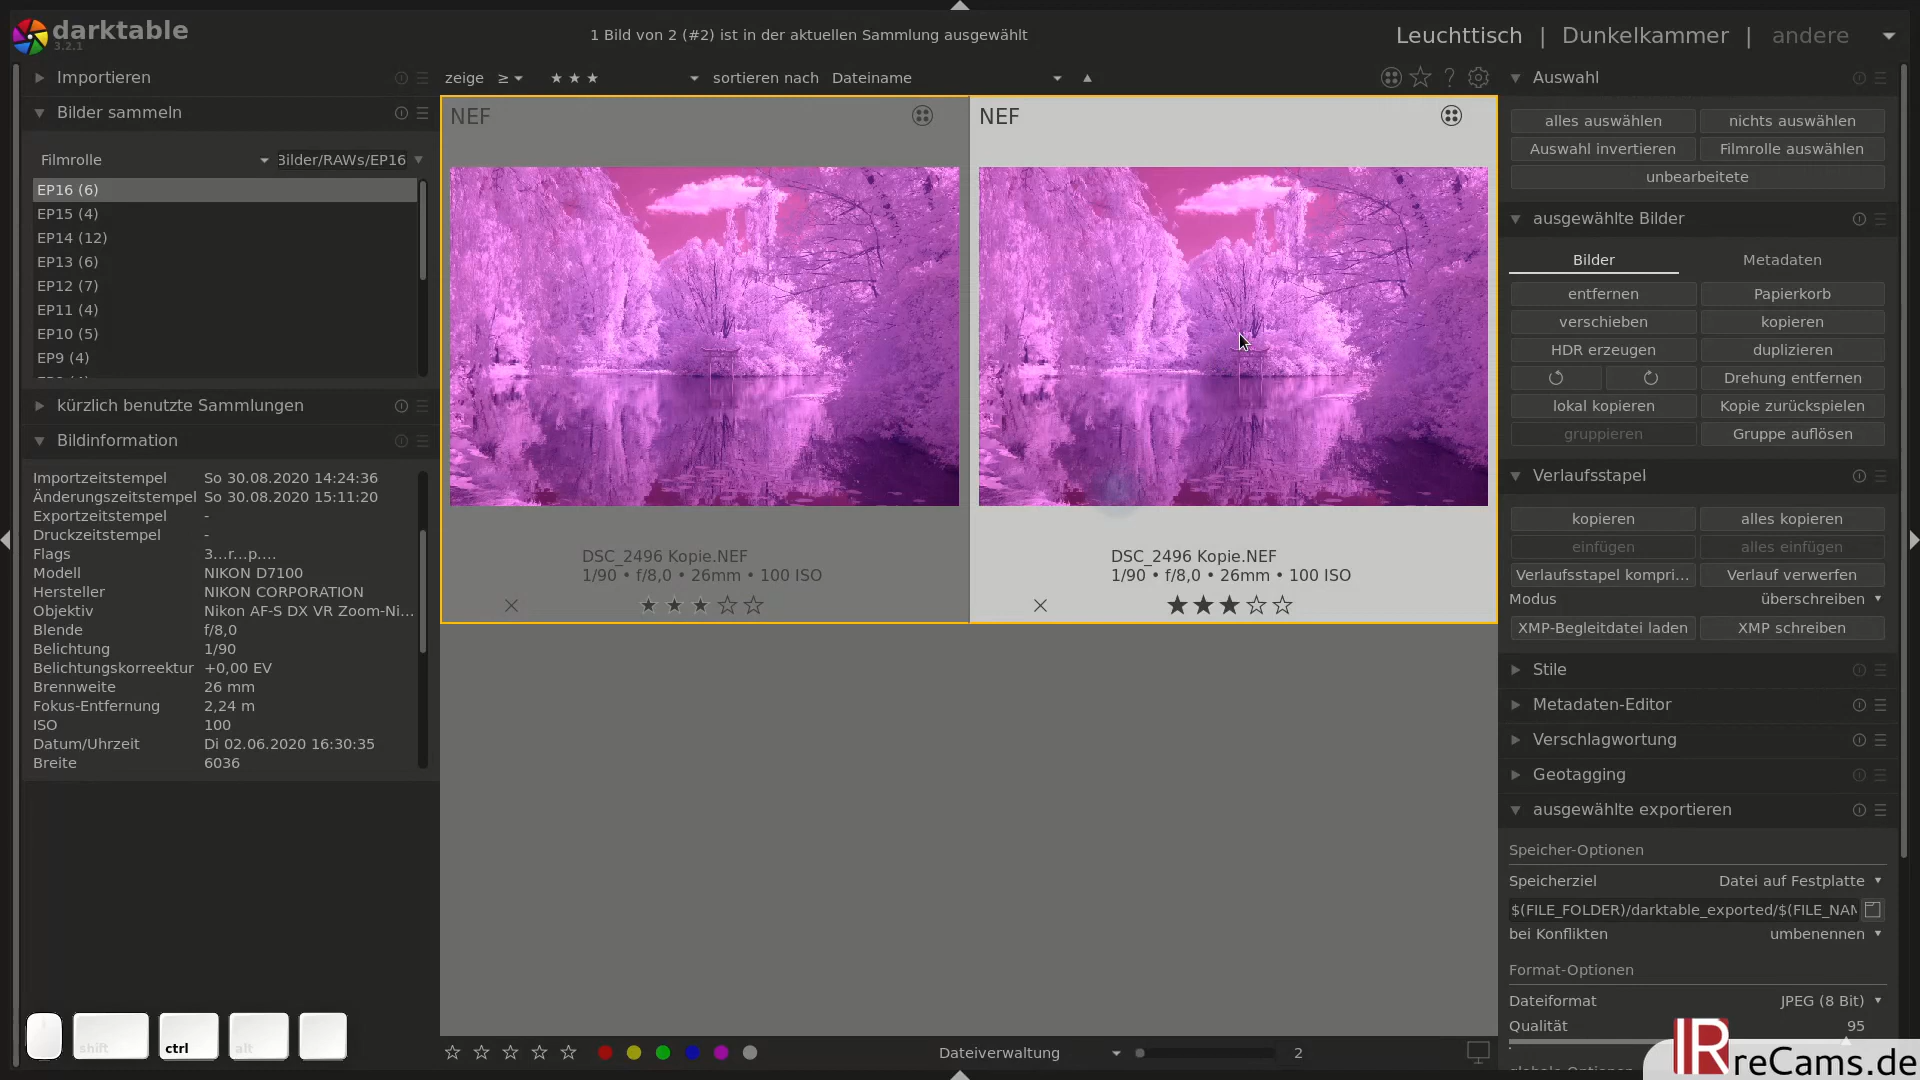 darktable
3.2.1
1 Bild von 2 (#2) ist in der aktuellen Sammlung ausgewählt
Leuchttisch | Dunkelkammer | andere
Importieren
Bilder sammeln
Filmrolle Bilder/RAWs/EP16
EP16 (6)
EP15 (4)
EP14 (12)
EP13 (6)
EP12 (7)
EP11 (4)
EP10 (5)
EP9 (4)
kürzlich benutzte Sammlungen
Bildinformation
Importzeitstempel So 30.08.2020 14:24:36
Änderungszeitstempel So 30.08.2020 15:11:20
Exportzeitstempel -
Druckzeitstempel -
Flags 3...r...p....
Modell NIKON D7100
Hersteller NIKON CORPORATION
Objektiv Nikon AF-S DX VR Zoom-Ni...
Blende f/8,0
Belichtung 1/90
Belichtungskorreektur +0,00 EV
Brennweite 26 mm
Fokus-Entfernung 2,24 m
ISO 100
Datum/Uhrzeit Di 02.06.2020 16:30:35
Breite 6036
shift ctrl alt
zeige ≥ ★ ★ ★ sortieren nach Dateiname
NEF
DSC_2496 Kopie.NEF
1/90 • f/8,0 • 26mm • 100 ISO
NEF
DSC_2496 Kopie.NEF
1/90 • f/8,0 • 26mm • 100 ISO
Dateiverwaltung 2
Auswahl
alles auswählen nichts auswählen
Auswahl invertieren Filmrolle auswählen
unbearbeitete
ausgewählte Bilder
Bilder Metadaten
entfernen Papierkorb
verschieben kopieren
HDR erzeugen duplizieren
Drehung entfernen
lokal kopieren Kopie zurückspielen
gruppieren Gruppe auflösen
Verlaufsstapel
kopieren alles kopieren
einfügen alles einfügen
Verlaufsstapel kompri... Verlauf verwerfen
Modus überschreiben
XMP-Begleitdatei laden XMP schreiben
Stile
Metadaten-Editor
Verschlagwortung
Geotagging
ausgewählte exportieren
Speicher-Optionen
Speicherziel Datei auf Festplatte
$(FILE_FOLDER)/darktable_exported/$(FILE_NAM
bei Konflikten umbenennen
Format-Optionen
Dateiformat JPEG (8 Bit)
Qualität 95
IRreCams.de